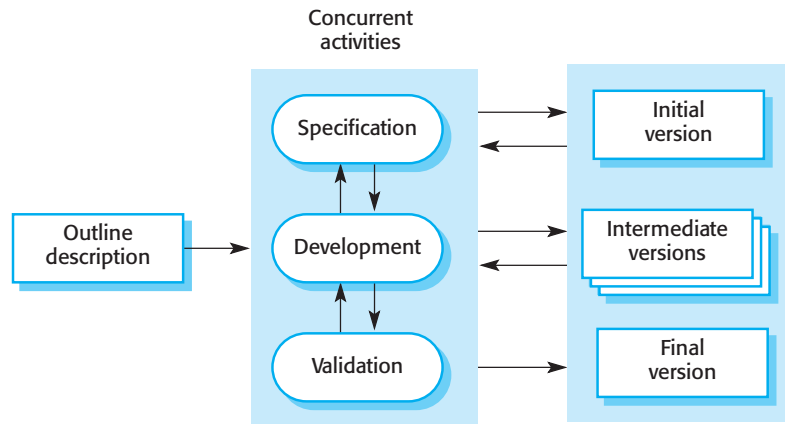 Concurrent
activities
Specification
Initial
version
Outline
description
Development
Intermediate
versions
Validation
Final
version